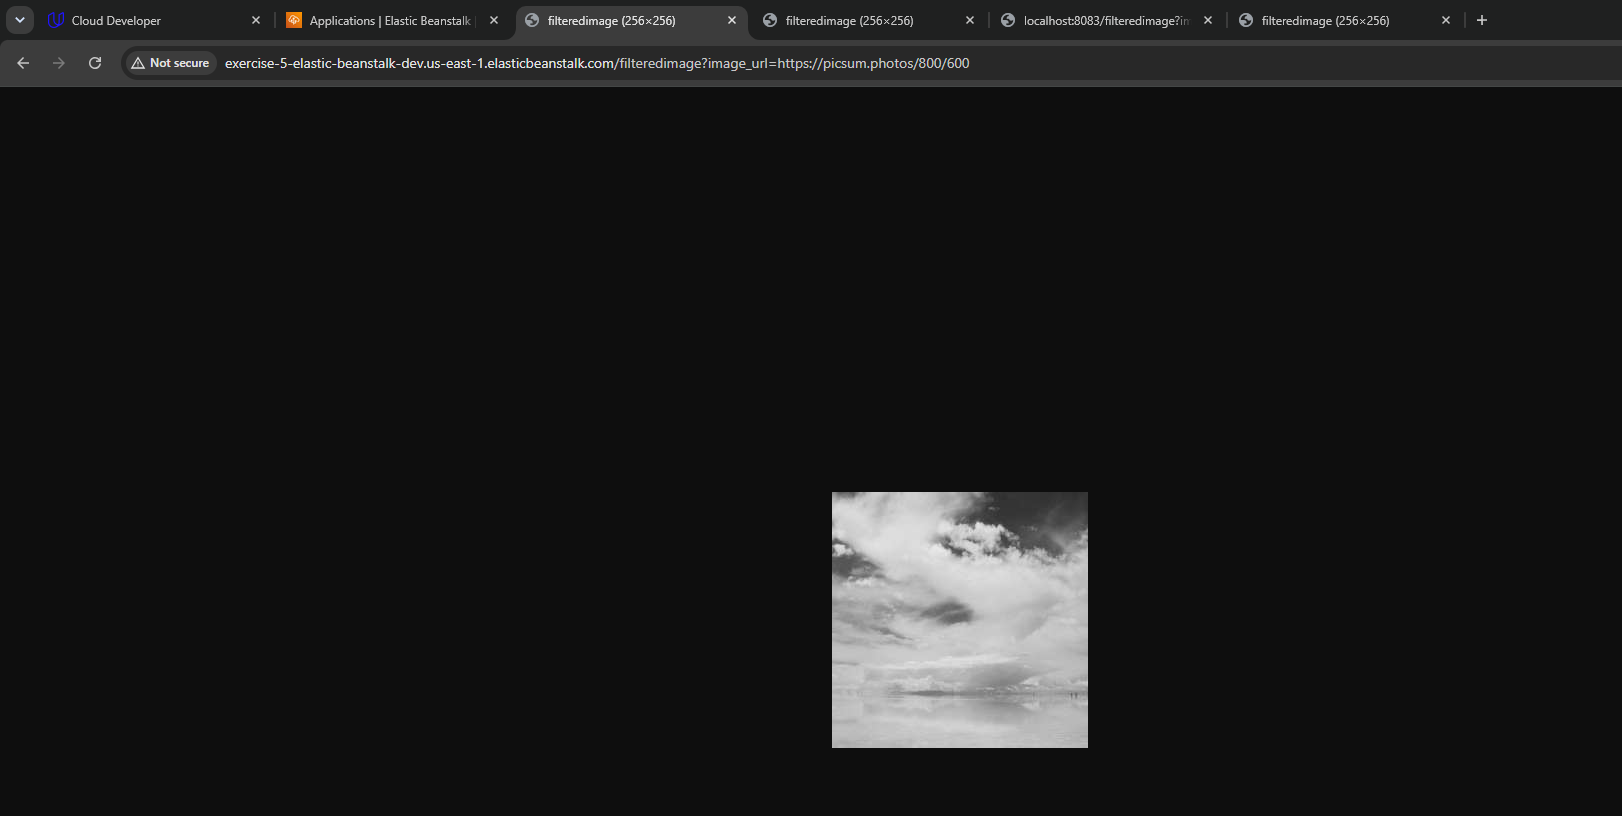 Cloud Developer
Applications | Elastic Beanstalk
filteredimage (256×256)
filteredimage (256×256)
localhost:8083/filteredimage?im
filteredimage (256×256)
Not secure
exercise-5-elastic-beanstalk-dev.us-east-1.elasticbeanstalk.com/filteredimage?image_url=https://picsum.photos/800/600